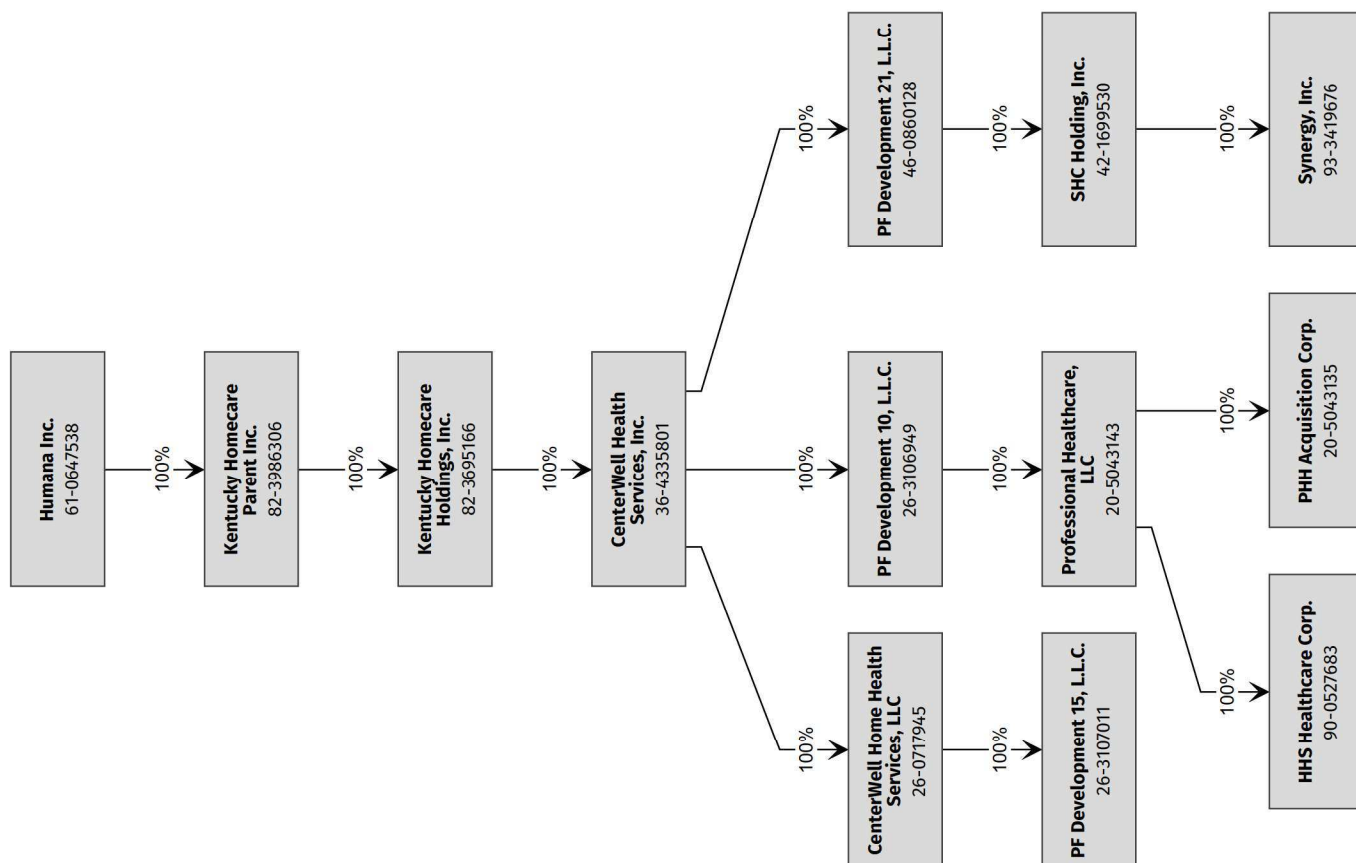 Humana Inc.
61-0647538
100%
Kentucky Homecare
Parent Inc.
82-3986306
100%
Kentucky Homecare
Holdings, Inc.
82-3695166
100%
CenterWell Health
Services, Inc.
36-4335801
100%
100%
100%
CenterWell Home Health
Services, LLC
26-0717945
PF Development 10, L.L.C.
26-3106949
PF Development 21, L.L.C.
46-0860128
100%
100%
100%
PF Development 15, L.L.C.
26-3107011
Professional Healthcare,
LLC
20-5043143
SHC Holding, Inc.
42-1699530
100%
100%
100%
HHS Healthcare Corp.
90-0527683
PHH Acquisition Corp.
20-5043135
Synergy, Inc.
93-3419676